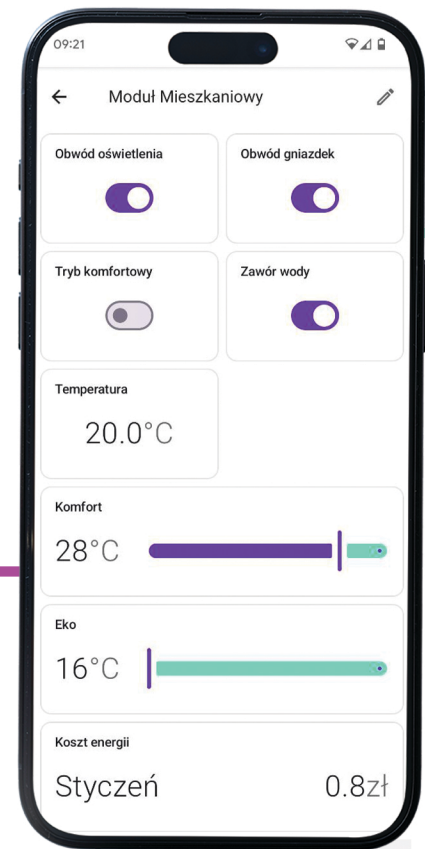 09:21
Moduł Mieszkaniowy
Obwód oświetlenia
Obwód gniazdek
Tryb komfortowy
Zawór wody
Temperatura
20.0°C
Komfort
28°C
Eko
16°C
Koszt energii
Styczeń 0.8zł